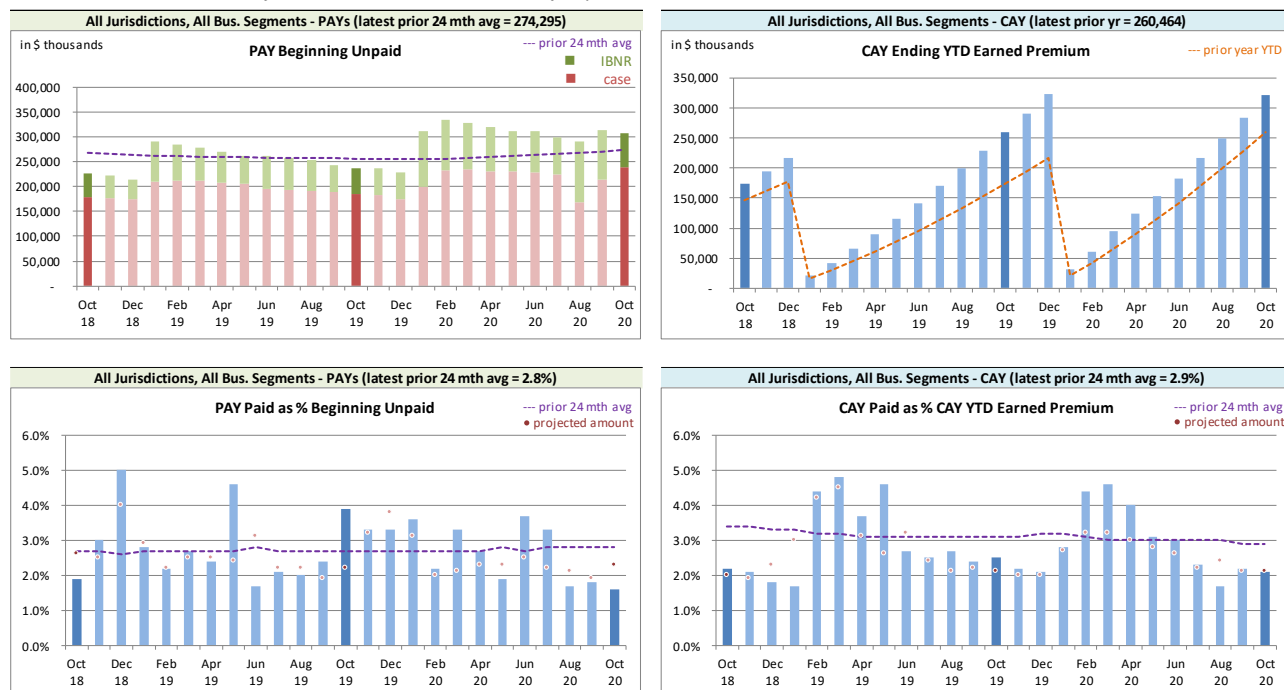 All Jurisdictions, All Bus. Segments - PAYs (latest prior 24 mth avg = 274,295)
in $ thousands
PAY Beginning Unpaid
--- prior 24 mth avg
IBNR
case
400,000
350,000
300,000
250,000
200,000
150,000
100,000
50,000
-
Oct Dec Feb Apr Jun Aug Oct Dec Feb Apr Jun Aug Oct
18 18 19 19 19 19 19 19 20 20 20 20 20
All Jurisdictions, All Bus. Segments - CAY (latest prior yr = 260,464)
in $ thousands
CAY Ending YTD Earned Premium
--- prior year YTD
350,000
300,000
250,000
200,000
150,000
100,000
50,000
-
Oct Dec Feb Apr Jun Aug Oct Dec Feb Apr Jun Aug Oct
18 18 19 19 19 19 19 19 20 20 20 20 20
All Jurisdictions, All Bus. Segments - PAYs (latest prior 24 mth avg = 2.8%)
PAY Paid as % Beginning Unpaid
--- prior 24 mth avg
• projected amount
6.0%
5.0%
4.0%
3.0%
2.0%
1.0%
0.0%
Oct Dec Feb Apr Jun Aug Oct Dec Feb Apr Jun Aug Oct
18 18 19 19 19 19 19 19 20 20 20 20 20
All Jurisdictions, All Bus. Segments - CAY (latest prior 24 mth avg = 2.9%)
CAY Paid as % CAY YTD Earned Premium
--- prior 24 mth avg
• projected amount
6.0%
5.0%
4.0%
3.0%
2.0%
1.0%
0.0%
Oct Dec Feb Apr Jun Aug Oct Dec Feb Apr Jun Aug Oct
18 18 19 19 19 19 19 19 20 20 20 20 20